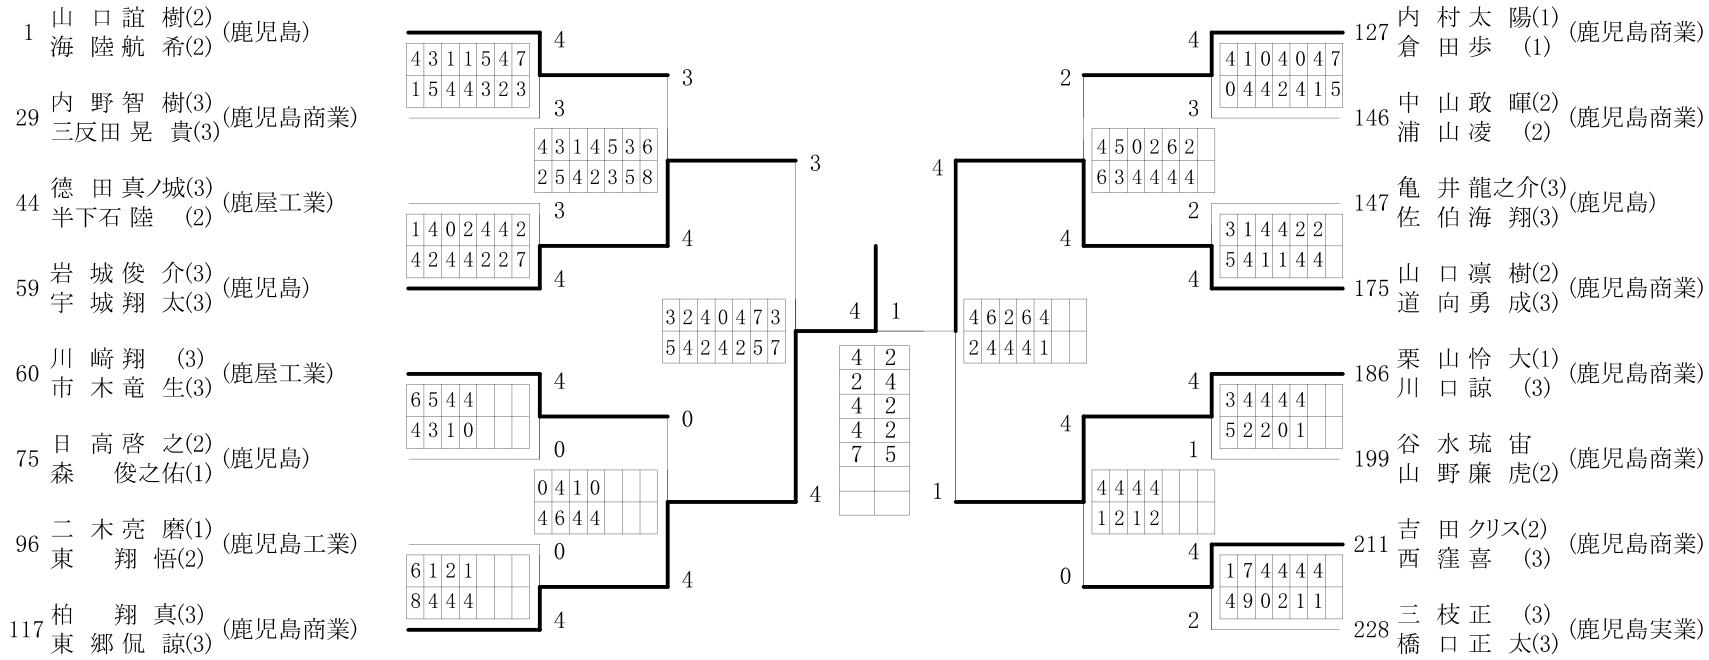 1 山 口 誼 樹(2) (鹿児島)
海 陸 航 希(2)
4
4 3 1 1 5 4 7
1 5 4 4 3 2 3
3
3
29 内 野 智 樹(3) (鹿児島商業)
三反田 晃 貴(3)
4 3 1 4 5 3 6
2 5 4 2 3 5 8
3
44 德 田 真ノ城(3) (鹿屋工業)
半下石 陸 (2)
3
1 4 0 2 4 4 2
4 2 4 4 2 2 7
4
4
59 岩 城 俊 介(3) (鹿児島)
宇 城 翔 太(3)
3 2 4 0 4 7 3
5 4 2 4 2 5 7
60 川 﨑 翔 (3) (鹿屋工業)
市 木 竜 生(3)
4
6 5 4 4
4 3 1 0
0
0
75 日 高 啓 之(2) (鹿児島)
森 俊之佑(1)
0 4 1 0
4 6 4 4
4
96 二 木 亮 磨(1) (鹿児島工業)
東 翔 悟(2)
0
6 1 2 1
8 4 4 4
4
4
117 柏 翔 真(3) (鹿児島商業)
東 郷 侃 諒(3)
4 1
4 2
2 4
4 2
4 2
7 5
127 内 村 太 陽(1) (鹿児島商業)
倉 田 歩 (1)
4
4 1 0 4 0 4 7
0 4 4 2 4 1 5
2
3
146 中 山 敢 暉(2) (鹿児島商業)
浦 山 凌 (2)
4 5 0 2 6 2
6 3 4 4 4 4
4
147 亀 井 龍之介(3) (鹿児島)
佐 伯 海 翔(3)
2
3 1 4 4 2 2
5 4 1 1 4 4
4
4
175 山 口 凛 樹(2) (鹿児島商業)
道 向 勇 成(3)
4 6 2 6 4
2 4 4 4 1
186 栗 山 怜 大(1) (鹿児島商業)
川 口 諒 (3)
4
3 4 4 4 4
5 2 2 0 1
4
1
199 谷 水 琉 宙 (鹿児島商業)
山 野 廉 虎(2)
4 4 4 4
1 2 1 2
1
211 吉 田 クリス(2) (鹿児島商業)
西 窪 喜 (3)
4
1 7 4 4 4 4
4 9 0 2 1 1
0
2
228 三 枝 正 (3) (鹿児島実業)
橋 口 正 太(3)